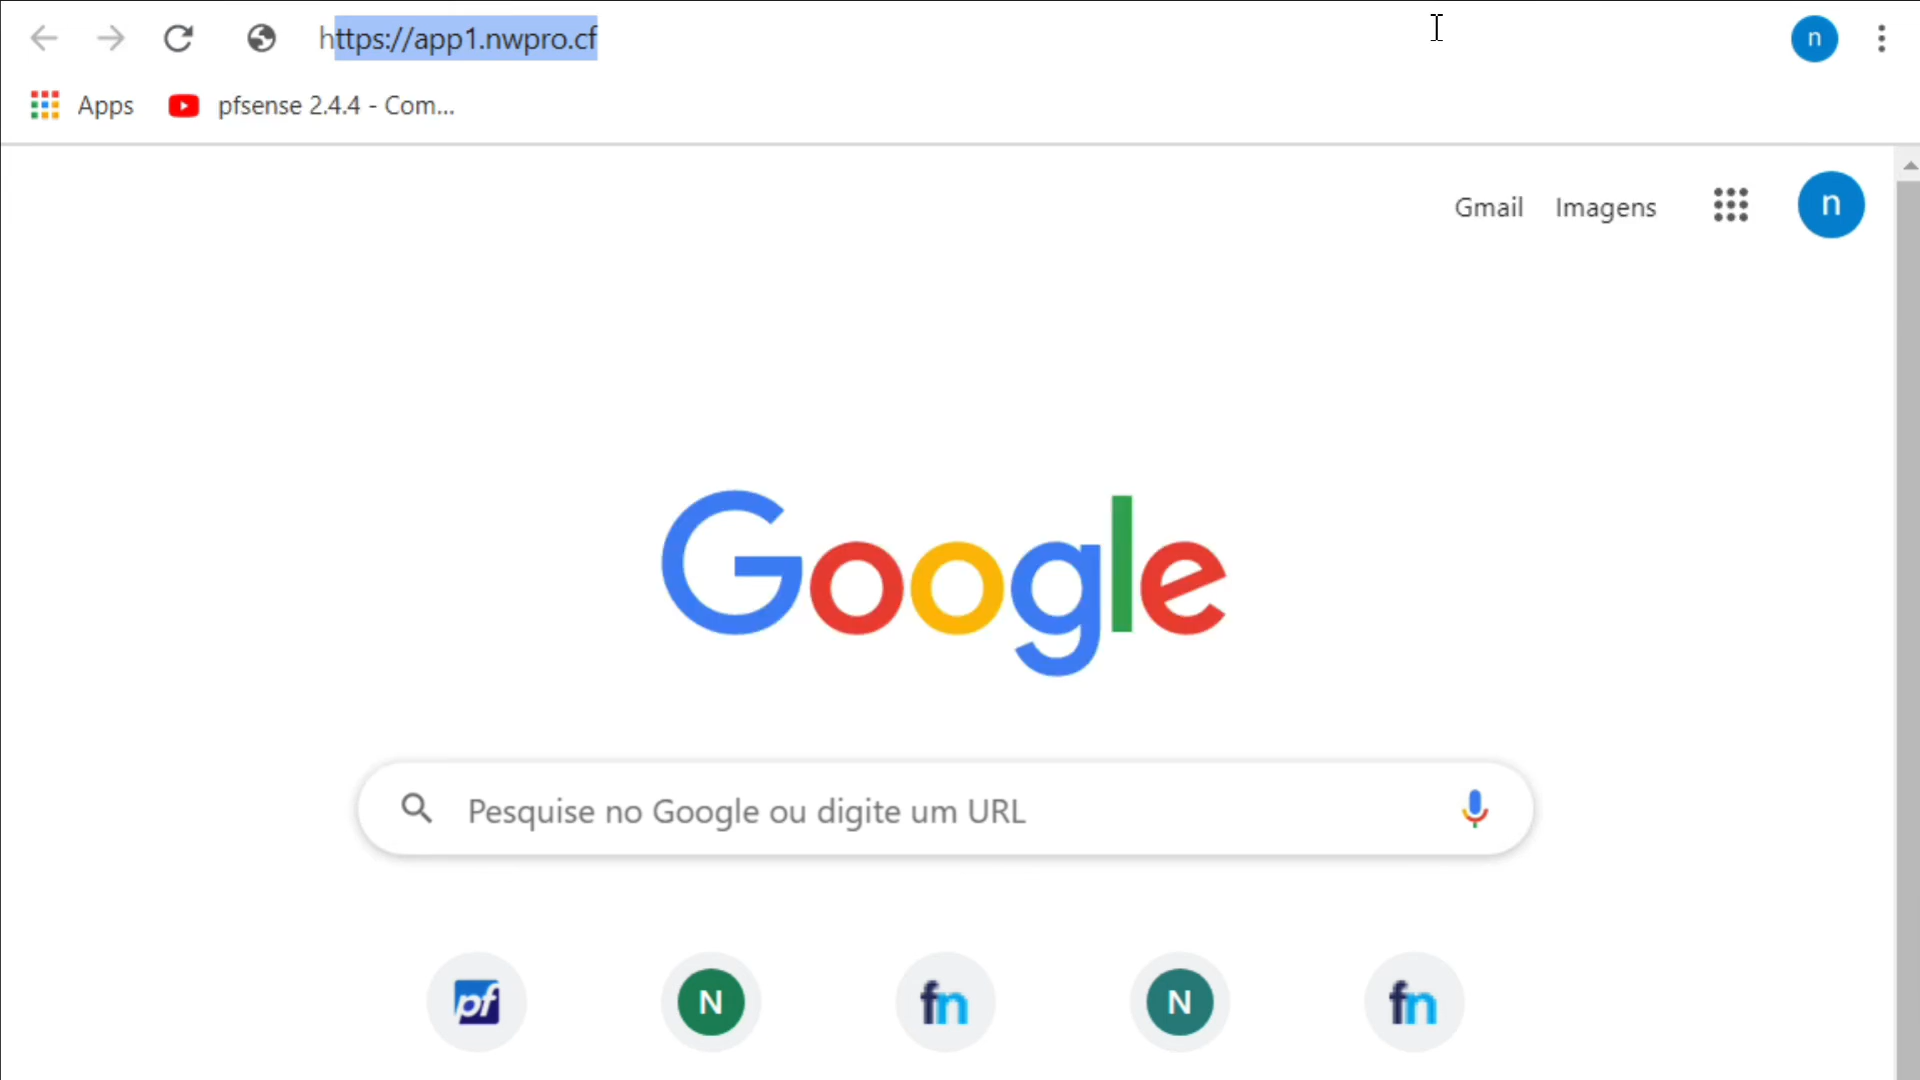 https://app1.nwpro.cf
n
Apps
pfsense 2.4.4 - Com...
Gmail
Imagens
n
Google
Pesquise no Google ou digite um URL
pf
N
fn
N
fn